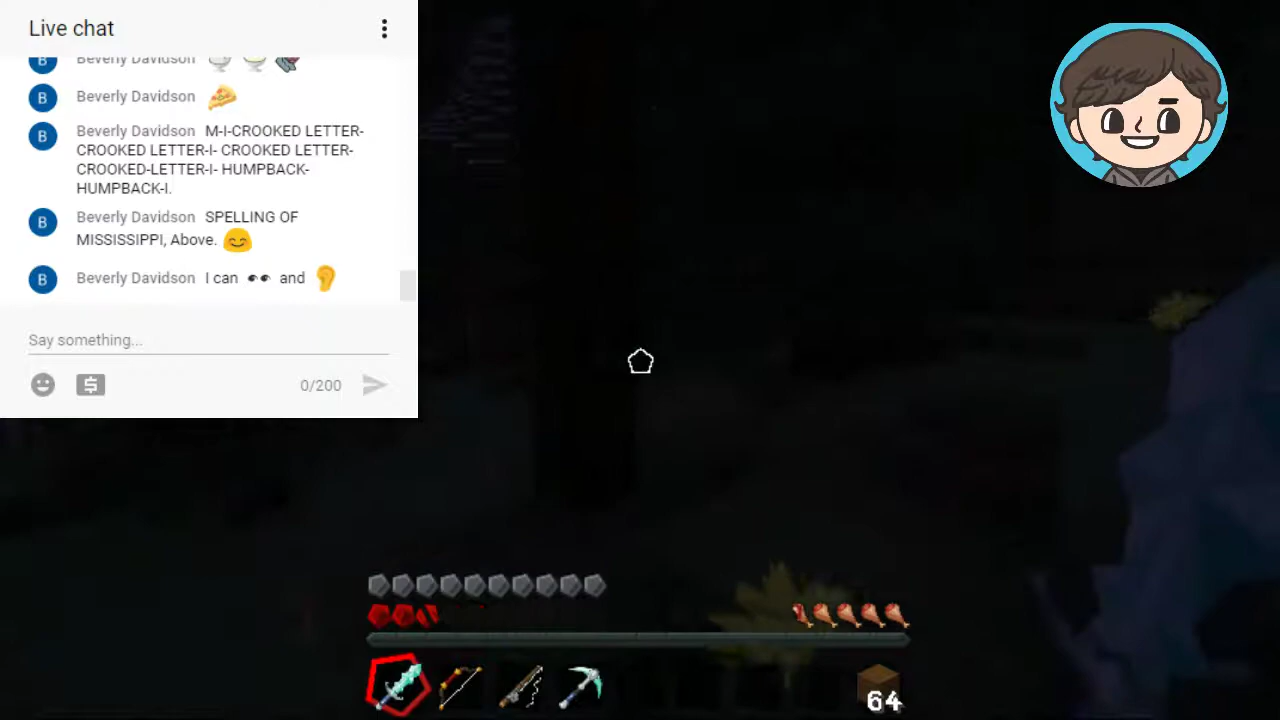 Live chat
Beverly Davidson
Beverly Davidson
Beverly Davidson M-I-CROOKED LETTER-
CROOKED LETTER-I- CROOKED LETTER-
CROOKED-LETTER-I- HUMPBACK-
HUMPBACK-I.
Beverly Davidson SPELLING OF
MISSISSIPPI, Above.
Beverly Davidson I can and
Say something...
0/200
64
B
B
B
B
B